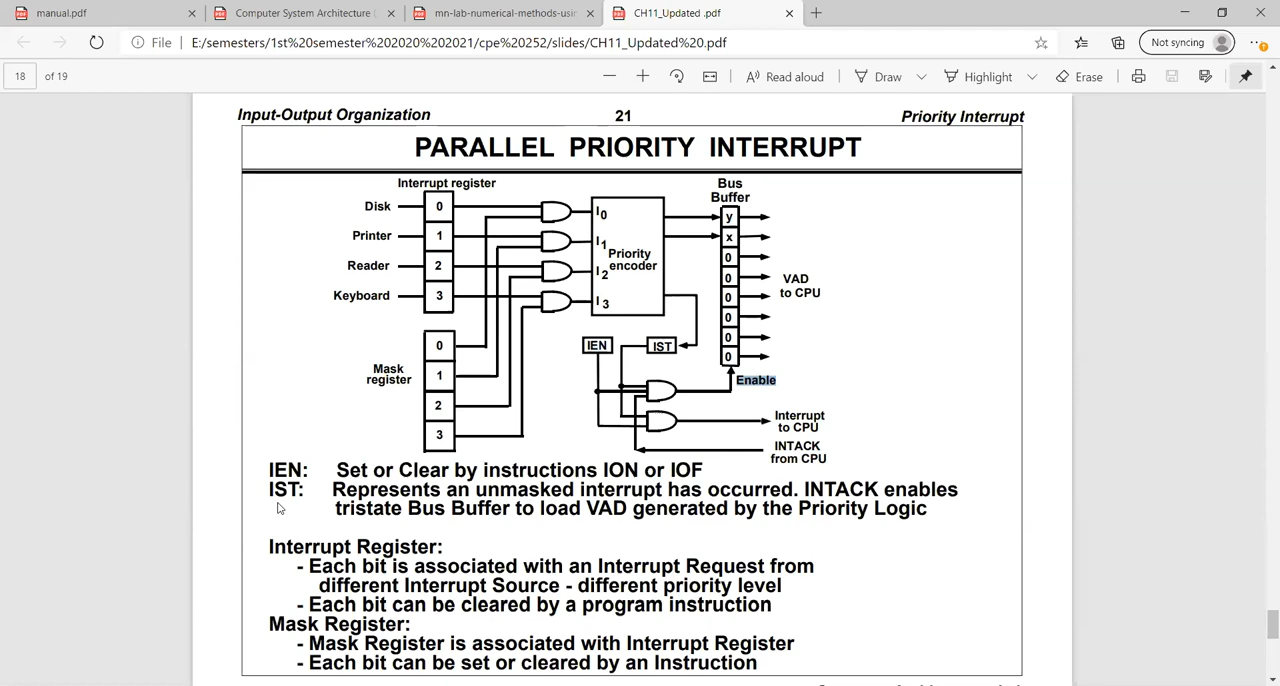 manual.pdf
Computer System Architecture (
mn-lab-numerical-methods-usin
CH11_Updated .pdf
File
E:/semesters/1st%20semester%202020%202021/cpe%20252/slides/CH11_Updated%20.pdf
Not syncing
18 of 19
Read aloud
Draw
Highlight
Erase
Input-Output Organization 21 Priority Interrupt
PARALLEL PRIORITY INTERRUPT
Interrupt register
Disk 0
Printer 1
Reader 2
Keyboard 3
Mask register
0
1
2
3
I0
I1
I2
I3
Priority
encoder
Bus
Buffer
y
x
0
0
0
0
0
0
VAD
to CPU
IEN
IST
Enable
Interrupt
to CPU
INTACK
from CPU
IEN: Set or Clear by instructions ION or IOF
IST: Represents an unmasked interrupt has occurred. INTACK enables
tristate Bus Buffer to load VAD generated by the Priority Logic
Interrupt Register:
- Each bit is associated with an Interrupt Request from
different Interrupt Source - different priority level
- Each bit can be cleared by a program instruction
Mask Register:
- Mask Register is associated with Interrupt Register
- Each bit can be set or cleared by an Instruction